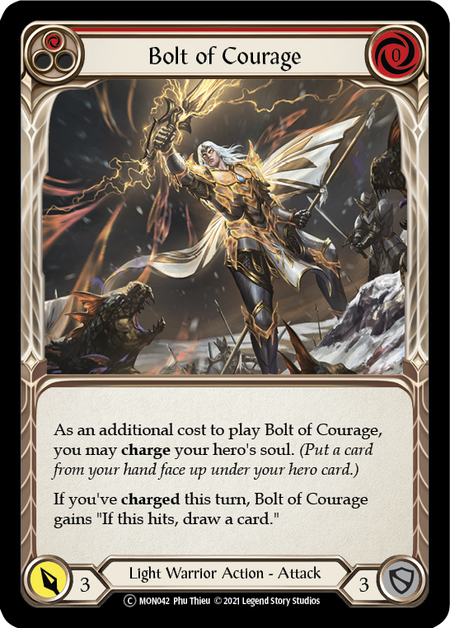 Bolt of Courage
0
As an additional cost to play Bolt of Courage,
you may charge your hero's soul. (Put a card
from your hand face up under your hero card.)
If you've charged this turn, Bolt of Courage
gains "If this hits, draw a card."
3
Light Warrior Action - Attack
3
C MON042 Phu Thieu © 2021 Legend Story Studios